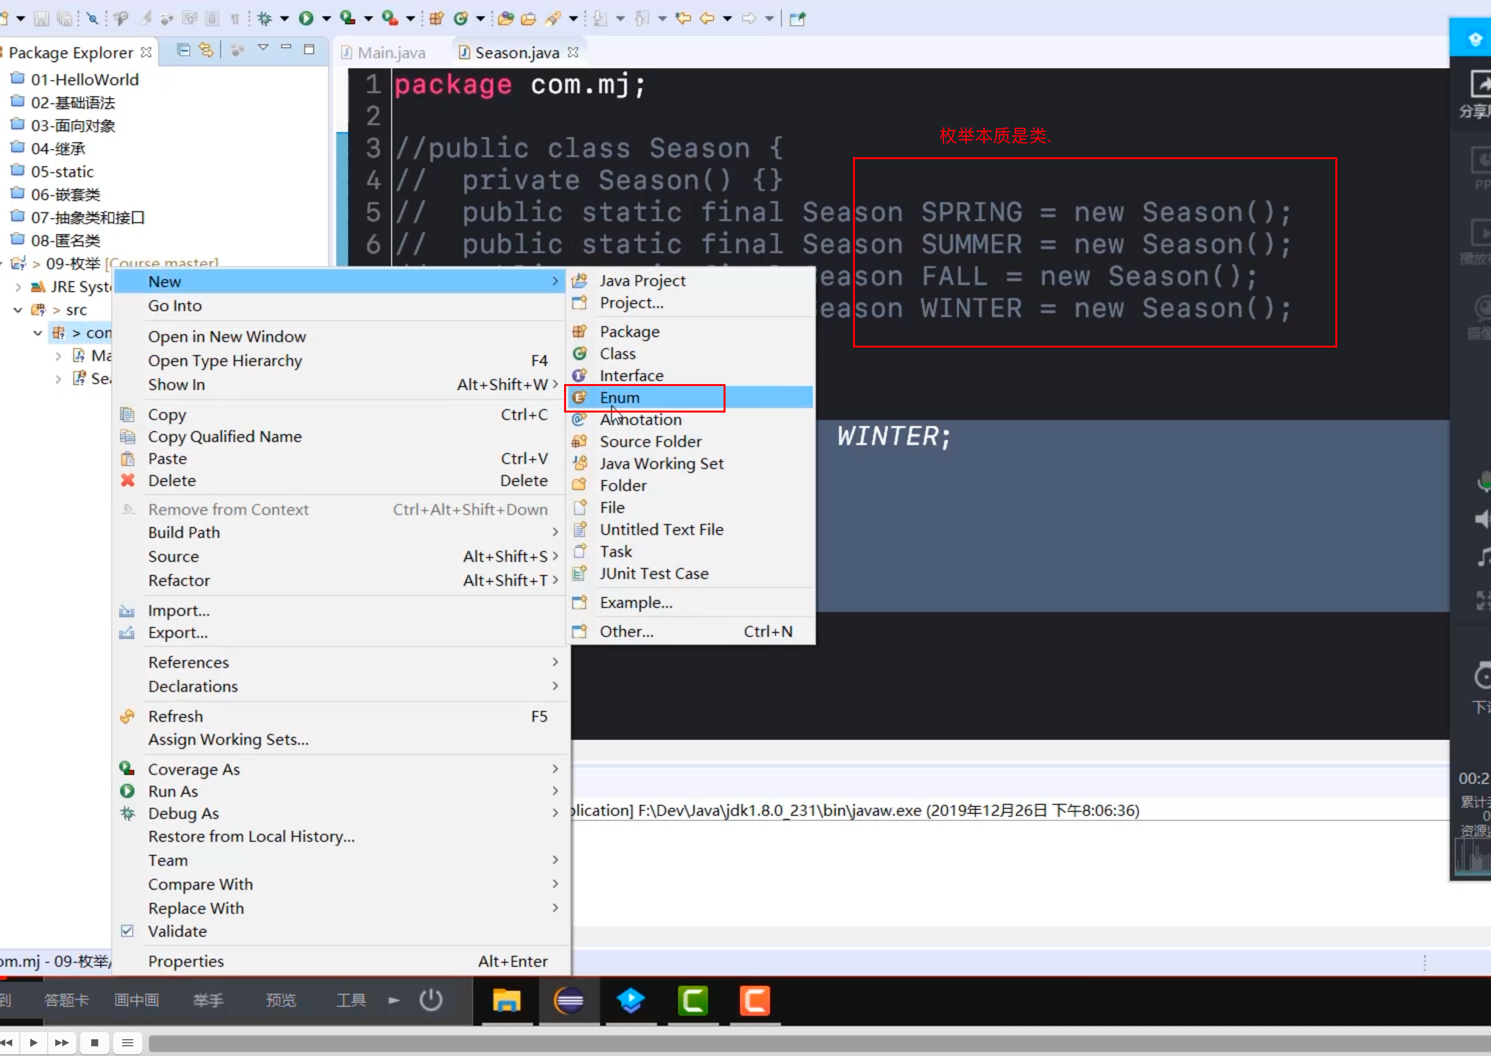 Package Explorer
Main.java
Season.java
01-HelloWorld
02-基础语法
03-面向对象
04-继承
05-static
06-嵌套类
07-抽象类和接口
08-匿名类
> 09-枚举 [Course master]
JRE Syst
> src
> com
Ma
Sea
1 package com.mj;
2
3 //public class Season {
4 //  private Season() {}
5 //  public static final Season SPRING = new Season();
6 //  public static final Season SUMMER = new Season();
eason FALL = new Season();
eason WINTER = new Season();
WINTER;
枚举本质是类.
New
Go Into
Open in New Window
Open Type Hierarchy F4
Show In Alt+Shift+W
Copy Ctrl+C
Copy Qualified Name
Paste Ctrl+V
Delete Delete
Remove from Context Ctrl+Alt+Shift+Down
Build Path
Source Alt+Shift+S
Refactor Alt+Shift+T
Import...
Export...
References
Declarations
Refresh F5
Assign Working Sets...
Coverage As
Run As
Debug As
Restore from Local History...
Team
Compare With
Replace With
Validate
Properties Alt+Enter
Java Project
Project...
Package
Class
Interface
Enum
Annotation
Source Folder
Java Working Set
Folder
File
Untitled Text File
Task
JUnit Test Case
Example...
Other... Ctrl+N
plication] F:\Dev\Java\jdk1.8.0_231\bin\javaw.exe (2019年12月26日 下午8:06:36)
om.mj - 09-枚举/
分享
PP
播放
摄像
下课
00:2
累计
0
资源
到
答题卡
画中画
举手
预览
工具